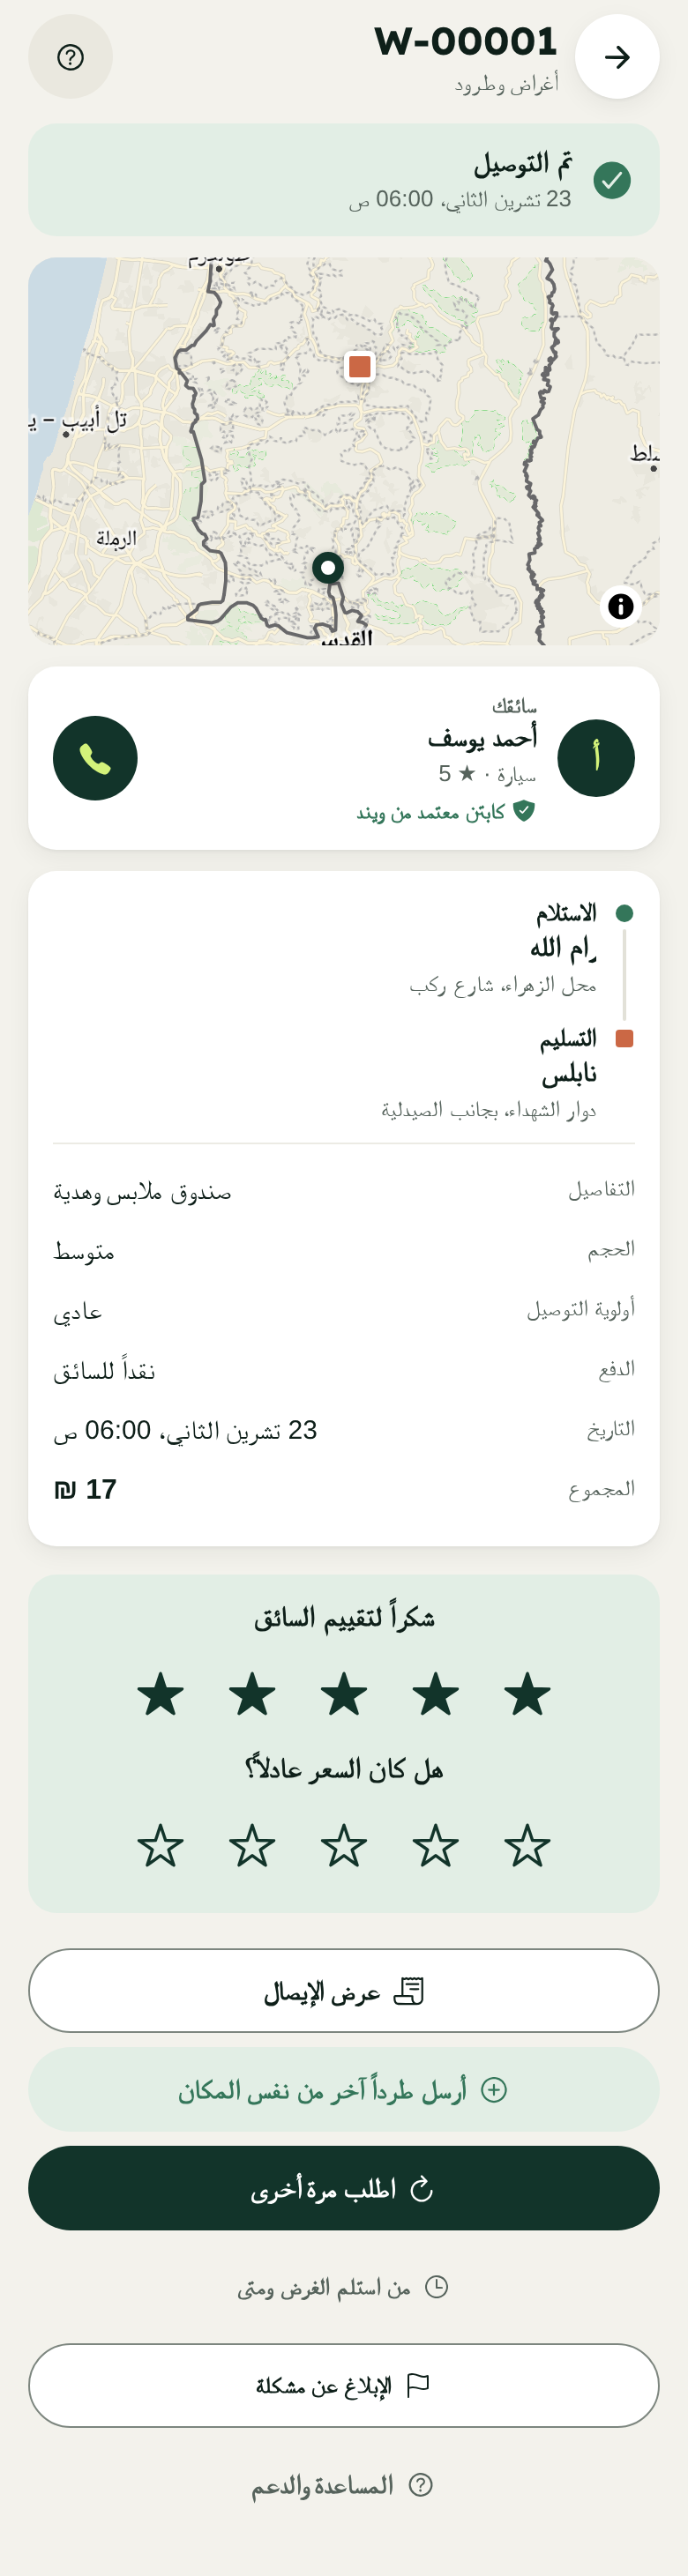 W-00001
أغراض وطرود
تم التوصيل
23 تشرين الثاني، 06:00 ص
طولكرم
تل أبيب – ي
الرملة
القدس
سائقك
أ
أحمد يوسف
سيارة · ★ 5
كابتن معتمد من ويند
الاستلام
رام الله
محل الزهراء، شارع ركب
التسليم
نابلس
دوار الشهداء، بجانب الصيدلية
التفاصيل صندوق ملابس وهدية
الحجم متوسط
أولوية التوصيل عادي
الدفع نقداً للسائق
التاريخ 23 تشرين الثاني، 06:00 ص
المجموع 17 ₪
شكراً لتقييم السائق
هل كان السعر عادلاً؟
عرض الإيصال
أرسل طرداً آخر من نفس المكان
اطلب مرة أخرى
من استلم الغرض ومتى
الإبلاغ عن مشكلة
المساعدة والدعم